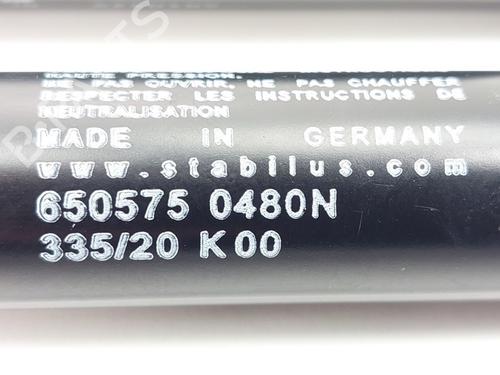 HAUTE PRESSION.
NE PAS OUVRIR, NE PAS CHAUFFER
RESPECTER LES INSTRUCTIONS DE
NEUTRALISATION
MADE IN GERMANY
www.stabilus.com
650575 0480N
335/20 K00